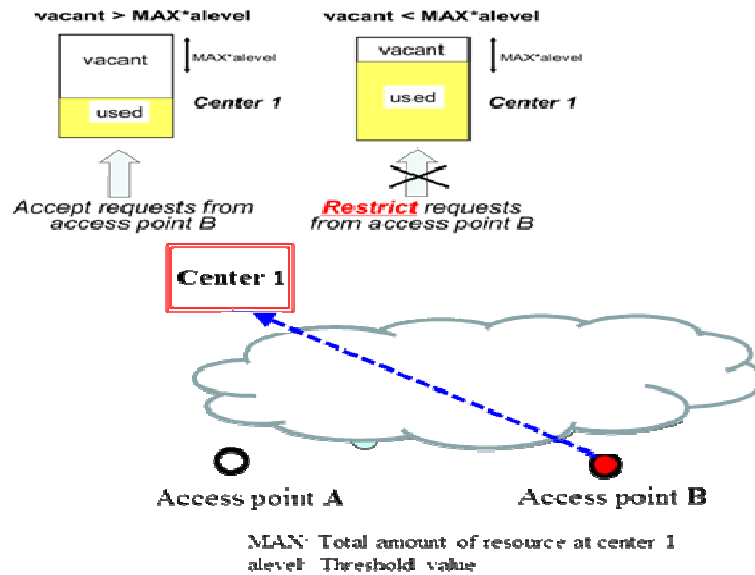 vacant > MAX*alevel
vacant
used
MAX*alevel
Center 1
Accept requests from
access point B
vacant < MAX*alevel
vacant
used
MAX*alevel
Center 1
Restrict requests
from access point B
Center 1
Access point A
Access point B
MAX: Total amount of resource at center 1
alevel: Threshold value